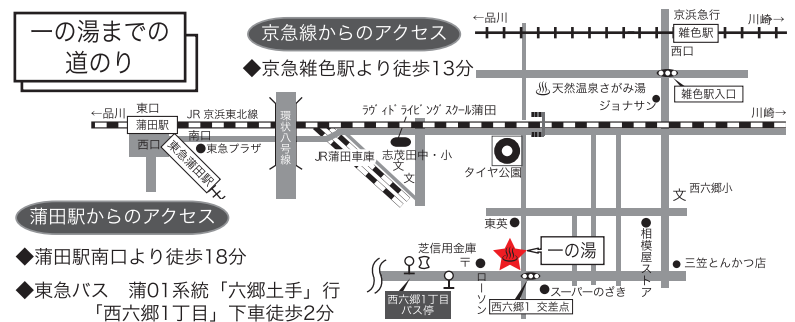 一の湯までの
道のり
京急線からのアクセス
◆京急雑色駅より徒歩13分
←品川
京浜急行
川崎→
雑色駅
西口
天然温泉さがみ湯
ジョナサン
雑色駅入口
←品川
東口
蒲田駅
西口
JR 京浜東北線
南口
東急プラザ
東急蒲田駅
環状八号線
ラヴィドライビングスクール蒲田
川崎→
JR蒲田車庫
志茂田中・小
文
文
タイヤ公園
文 西六郷小
蒲田駅からのアクセス
◆蒲田駅南口より徒歩18分
◆東急バス 蒲01系統「六郷土手」行
「西六郷1丁目」下車徒歩2分
東英
一の湯
相模屋ストア
三笠とんかつ店
芝信用金庫
〒
ローソン
西六郷1丁目
バス停
西六郷1 交差点
スーパーのざき